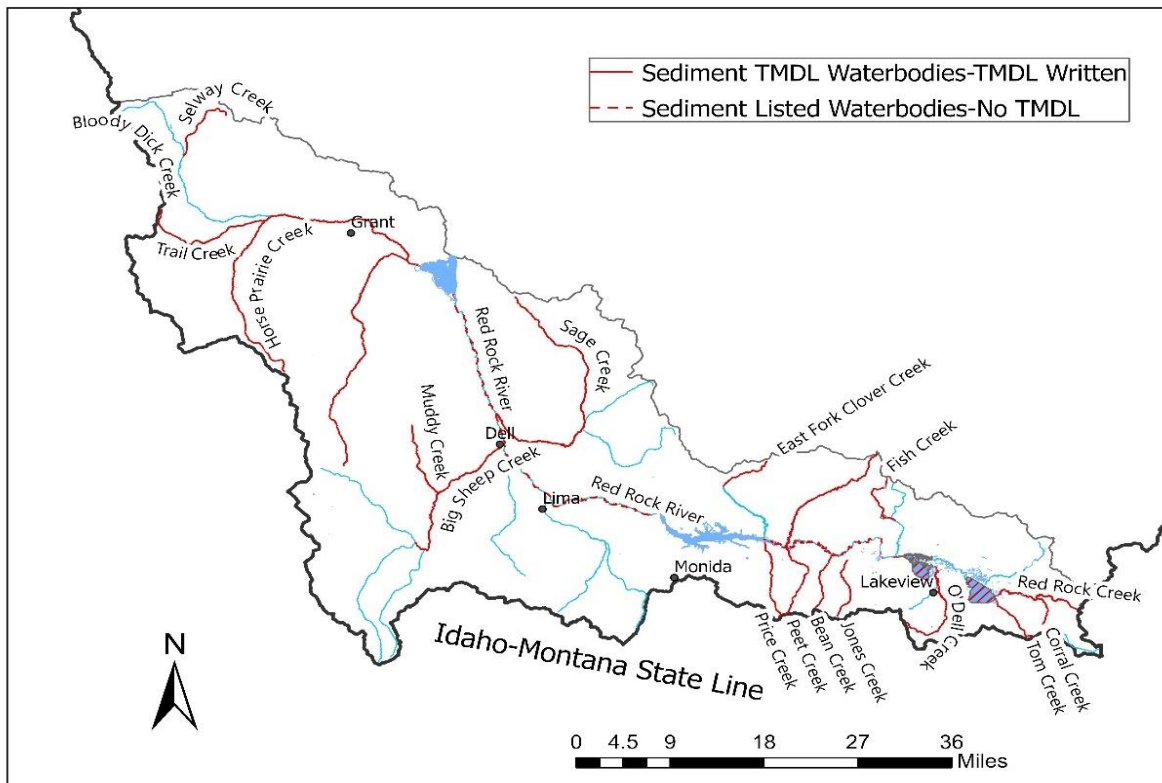 Sediment TMDL Waterbodies-TMDL Written
Sediment Listed Waterbodies-No TMDL
Selway Creek
Bloody Dick Creek
Grant
Trail Creek
Horse Prairie Creek
Red Rock River
Sage Creek
Muddy Creek
Dell
Big Sheep Creek
East Fork Clover Creek
Fish Creek
Lima
Red Rock River
Monida
Lakeview
Red Rock Creek
O'Dell Creek
Price Creek
Peet Creek
Bean Creek
Jones Creek
Tom Creek
Corral Creek
Idaho-Montana State Line
N
0 4.5 9 18 27 36
Miles